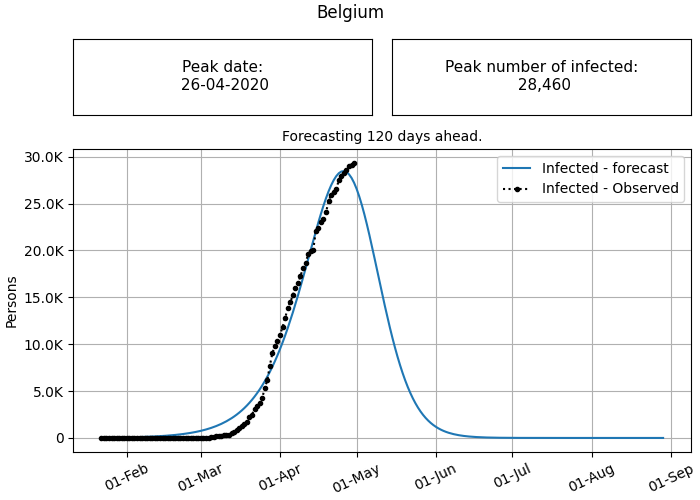 Belgium
Peak date:
26-04-2020
Peak number of infected:
28,460
Forecasting 120 days ahead.
Infected - forecast
Infected - Observed
30.0K
25.0K
20.0K
15.0K
10.0K
5.0K
0
Persons
01-Feb
01-Mar
01-Apr
01-May
01-Jun
01-Jul
01-Aug
01-Sep